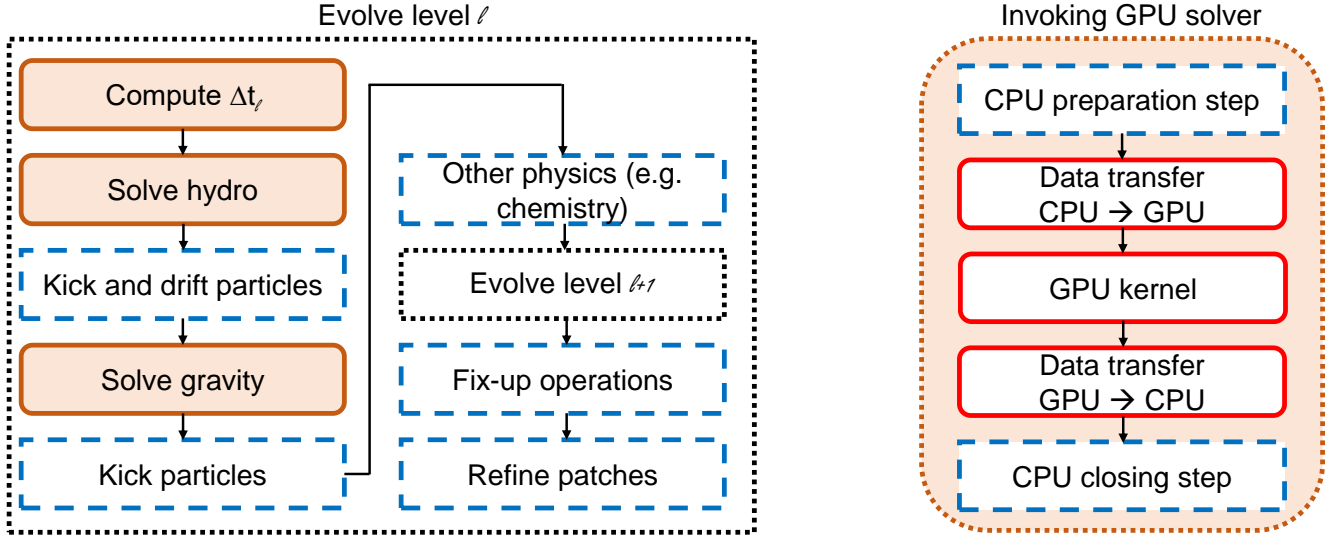 Evolve level ℓ
Compute Δtℓ
Solve hydro
Kick and drift particles
Solve gravity
Kick particles
Other physics (e.g.
chemistry)
Evolve level ℓ+1
Fix-up operations
Refine patches
Invoking GPU solver
CPU preparation step
Data transfer
CPU → GPU
GPU kernel
Data transfer
GPU → CPU
CPU closing step